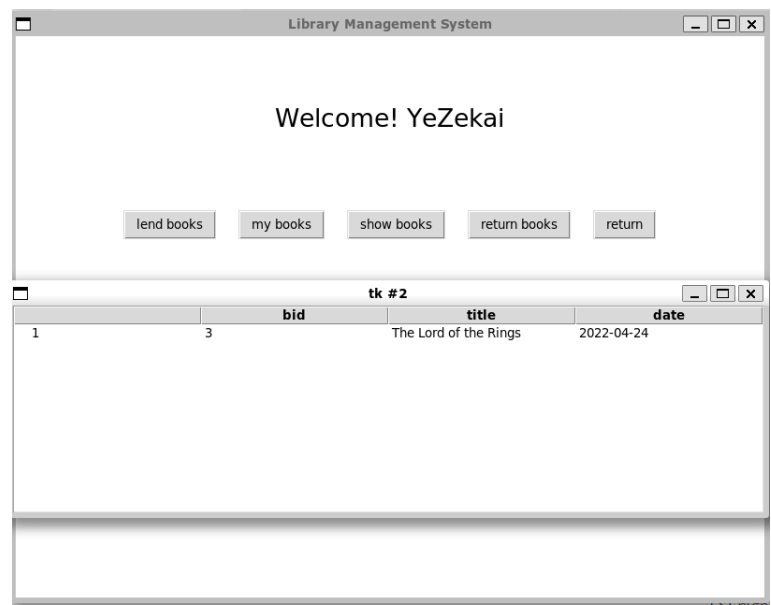 Library Management System
Welcome! YeZekai
lend books my books show books return books return
tk #2
bid title date
1 3 The Lord of the Rings 2022-04-24